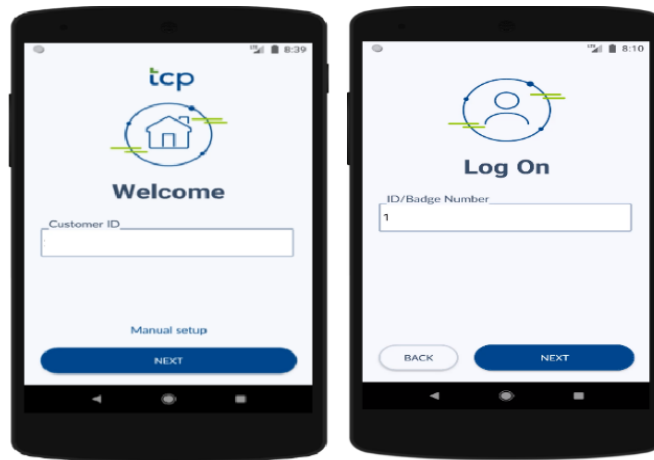 8:39
tcp
Welcome
Customer ID
Manual setup
NEXT
8:10
Log On
ID/Badge Number
1
BACK
NEXT